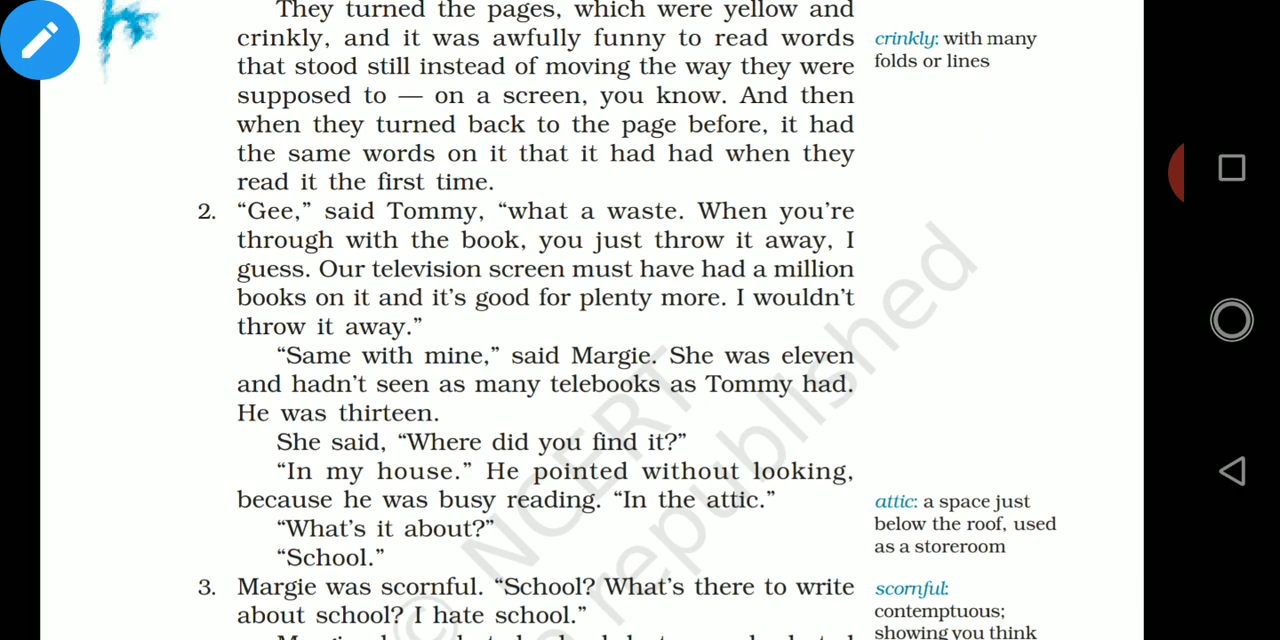 They turned the pages, which were yellow and
crinkly, and it was awfully funny to read words
that stood still instead of moving the way they were
supposed to — on a screen, you know. And then
when they turned back to the page before, it had
the same words on it that it had had when they
read it the first time.
2. “Gee,” said Tommy, “what a waste. When you’re
through with the book, you just throw it away, I
guess. Our television screen must have had a million
books on it and it’s good for plenty more. I wouldn’t
throw it away.”
“Same with mine,” said Margie. She was eleven
and hadn’t seen as many telebooks as Tommy had.
He was thirteen.
She said, “Where did you find it?”
“In my house.” He pointed without looking,
because he was busy reading. “In the attic.”
“What’s it about?”
“School.”
3. Margie was scornful. “School? What’s there to write
about school? I hate school.”
crinkly: with many
folds or lines
attic: a space just
below the roof, used
as a storeroom
scornful:
contemptuous;
showing you think
© NCERT
be republished